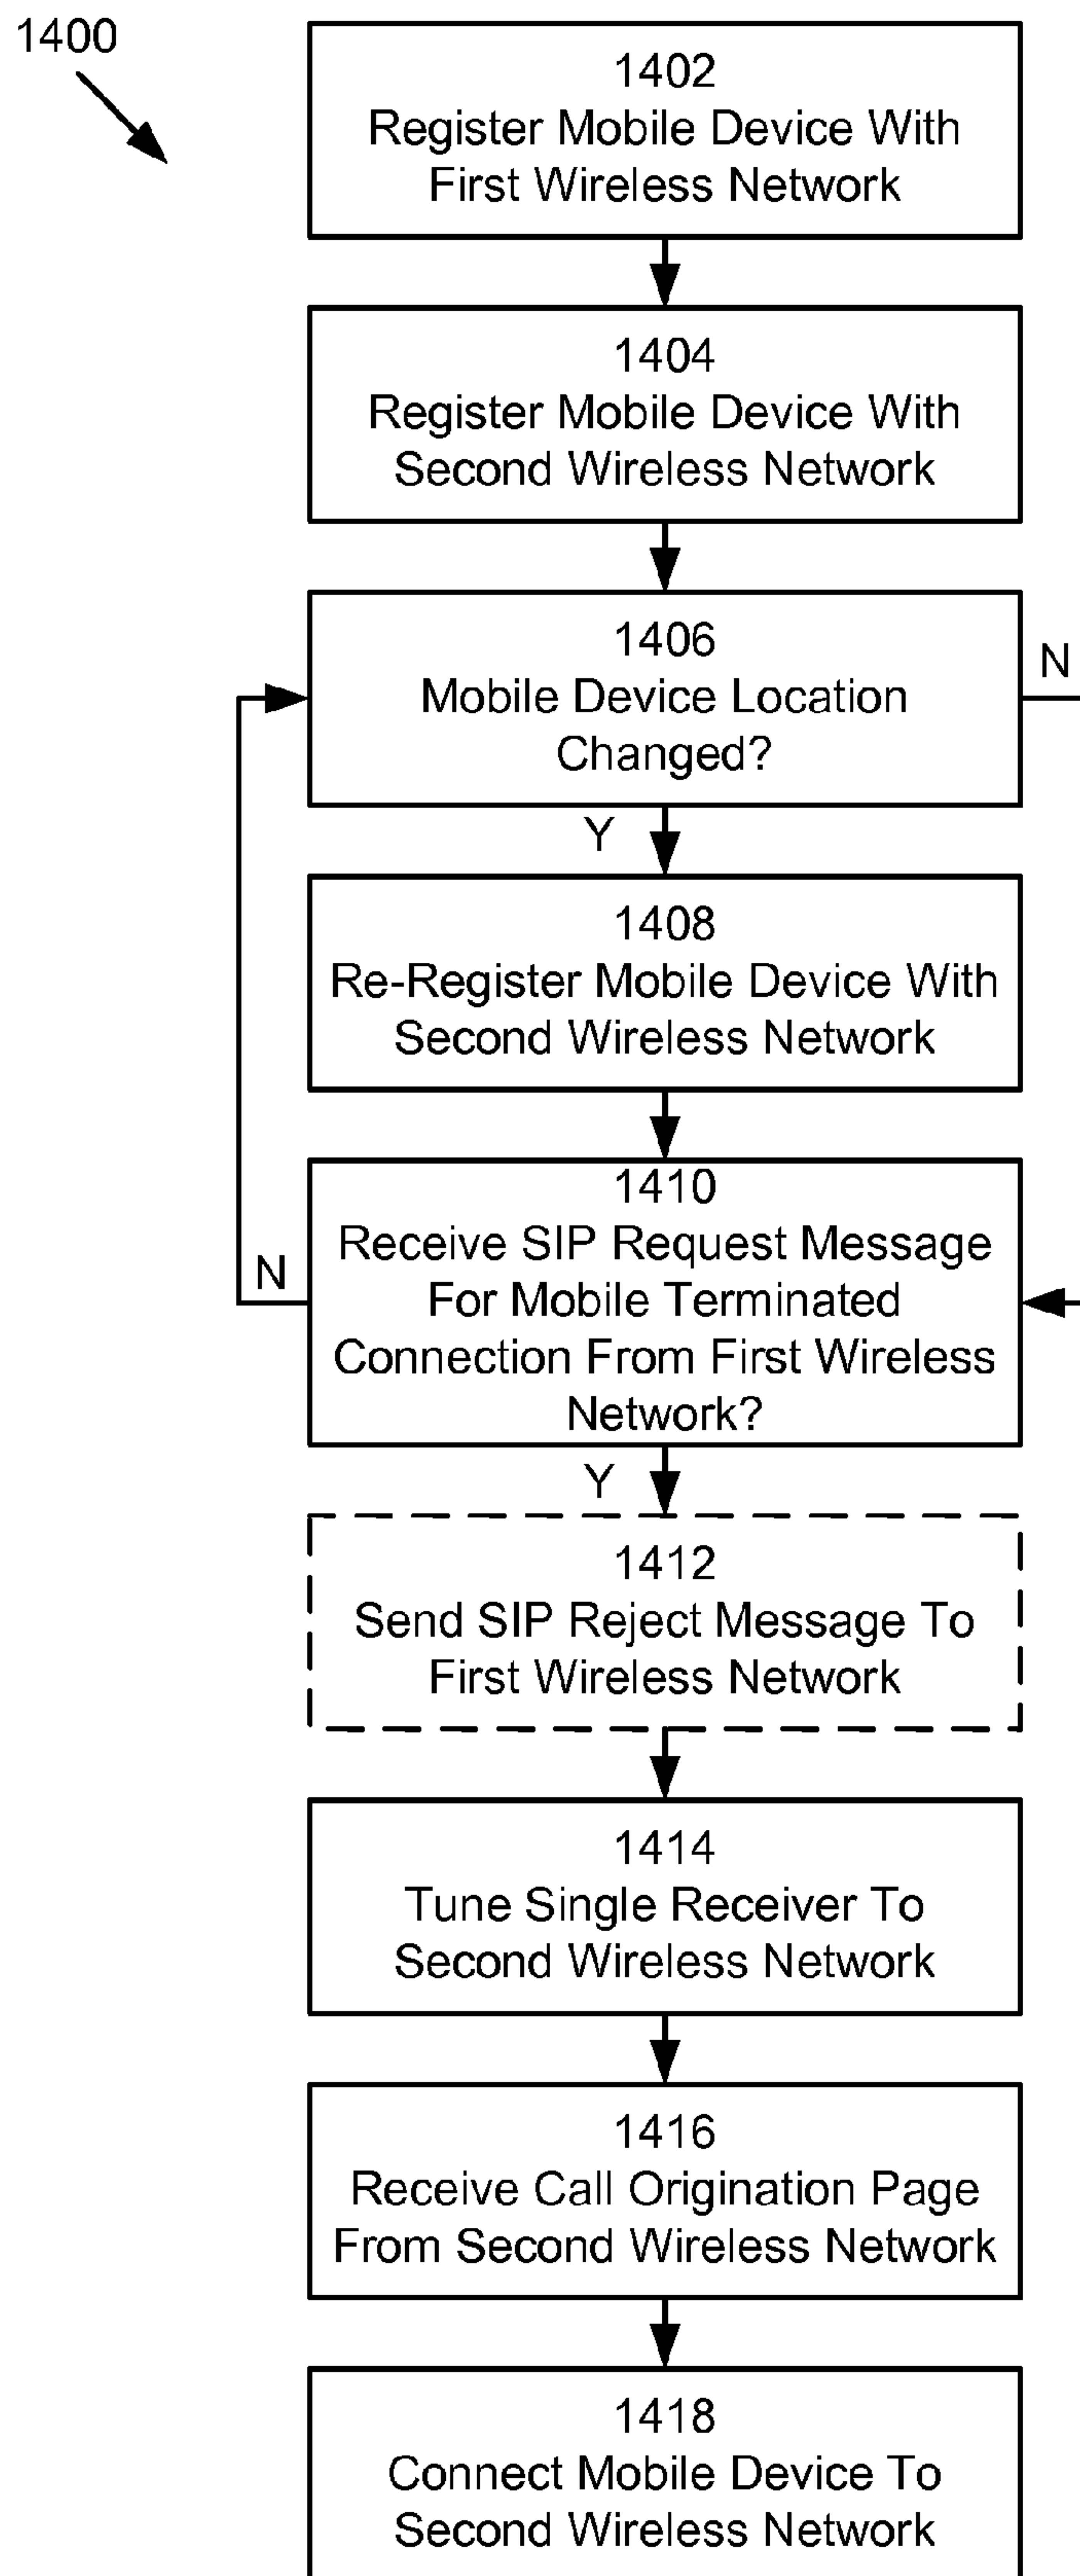 1400
1402
Register Mobile Device With
First Wireless Network
1404
Register Mobile Device With
Second Wireless Network
1406
Mobile Device Location
Changed?
N
Y
1408
Re-Register Mobile Device With
Second Wireless Network
1410
Receive SIP Request Message
For Mobile Terminated
Connection From First Wireless
Network?
N
Y
1412
Send SIP Reject Message To
First Wireless Network
1414
Tune Single Receiver To
Second Wireless Network
1416
Receive Call Origination Page
From Second Wireless Network
1418
Connect Mobile Device To
Second Wireless Network